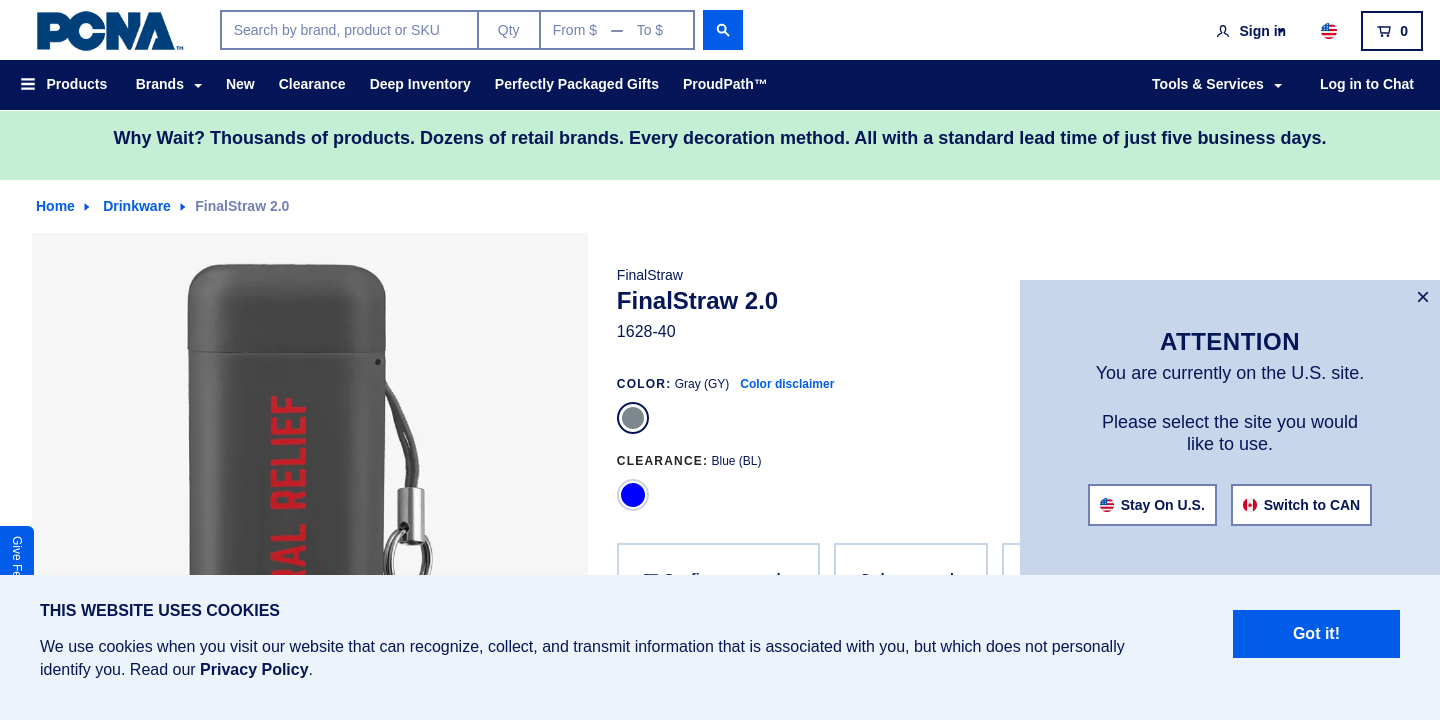 PCNA™
Search by brand, product or SKU Qty From $ — To $
Sign in 0
Products Brands New Clearance Deep Inventory Perfectly Packaged Gifts ProudPath™ Tools & Services Log in to Chat
Why Wait? Thousands of products. Dozens of retail brands. Every decoration method. All with a standard lead time of just five business days.
Home Drinkware FinalStraw 2.0
FinalStraw
FinalStraw 2.0
1628-40
COLOR: Gray (GY) Color disclaimer
CLEARANCE: Blue (BL)
RELIEF
Give
×
ATTENTION
You are currently on the U.S. site.
Please select the site you would
like to use.
Stay On U.S. Switch to CAN
THIS WEBSITE USES COOKIES
We use cookies when you visit our website that can recognize, collect, and transmit information that is associated with you, but which does not personally
identify you. Read our Privacy Policy.
Got it!